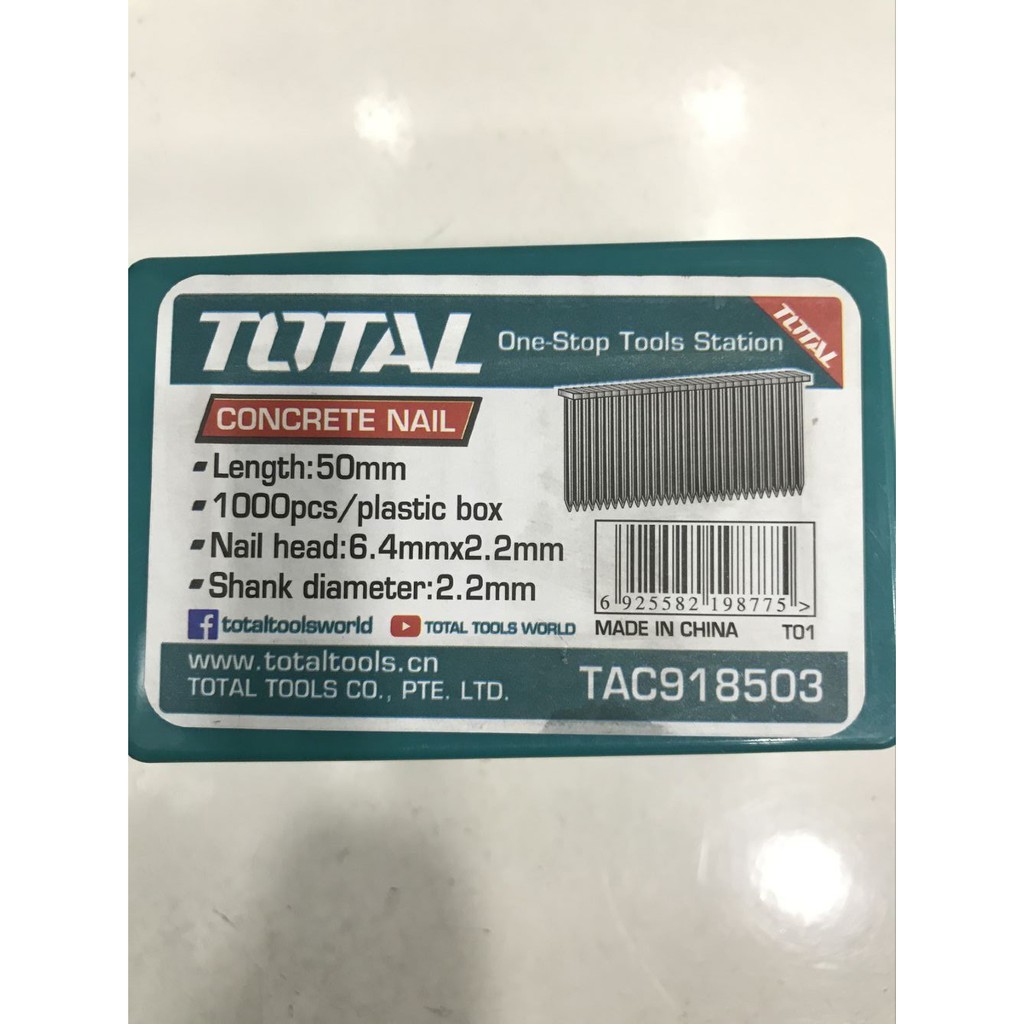 TOTAL
One-Stop Tools Station
TOTAL
CONCRETE NAIL
▪Length:50mm
▪1000pcs/plastic box
▪Nail head:6.4mmx2.2mm
▪Shank diameter:2.2mm
6 925582 198775 >
totaltoolsworld TOTAL TOOLS WORLD MADE IN CHINA T01
www.totaltools.cn
TOTAL TOOLS CO., PTE. LTD.
TAC918503